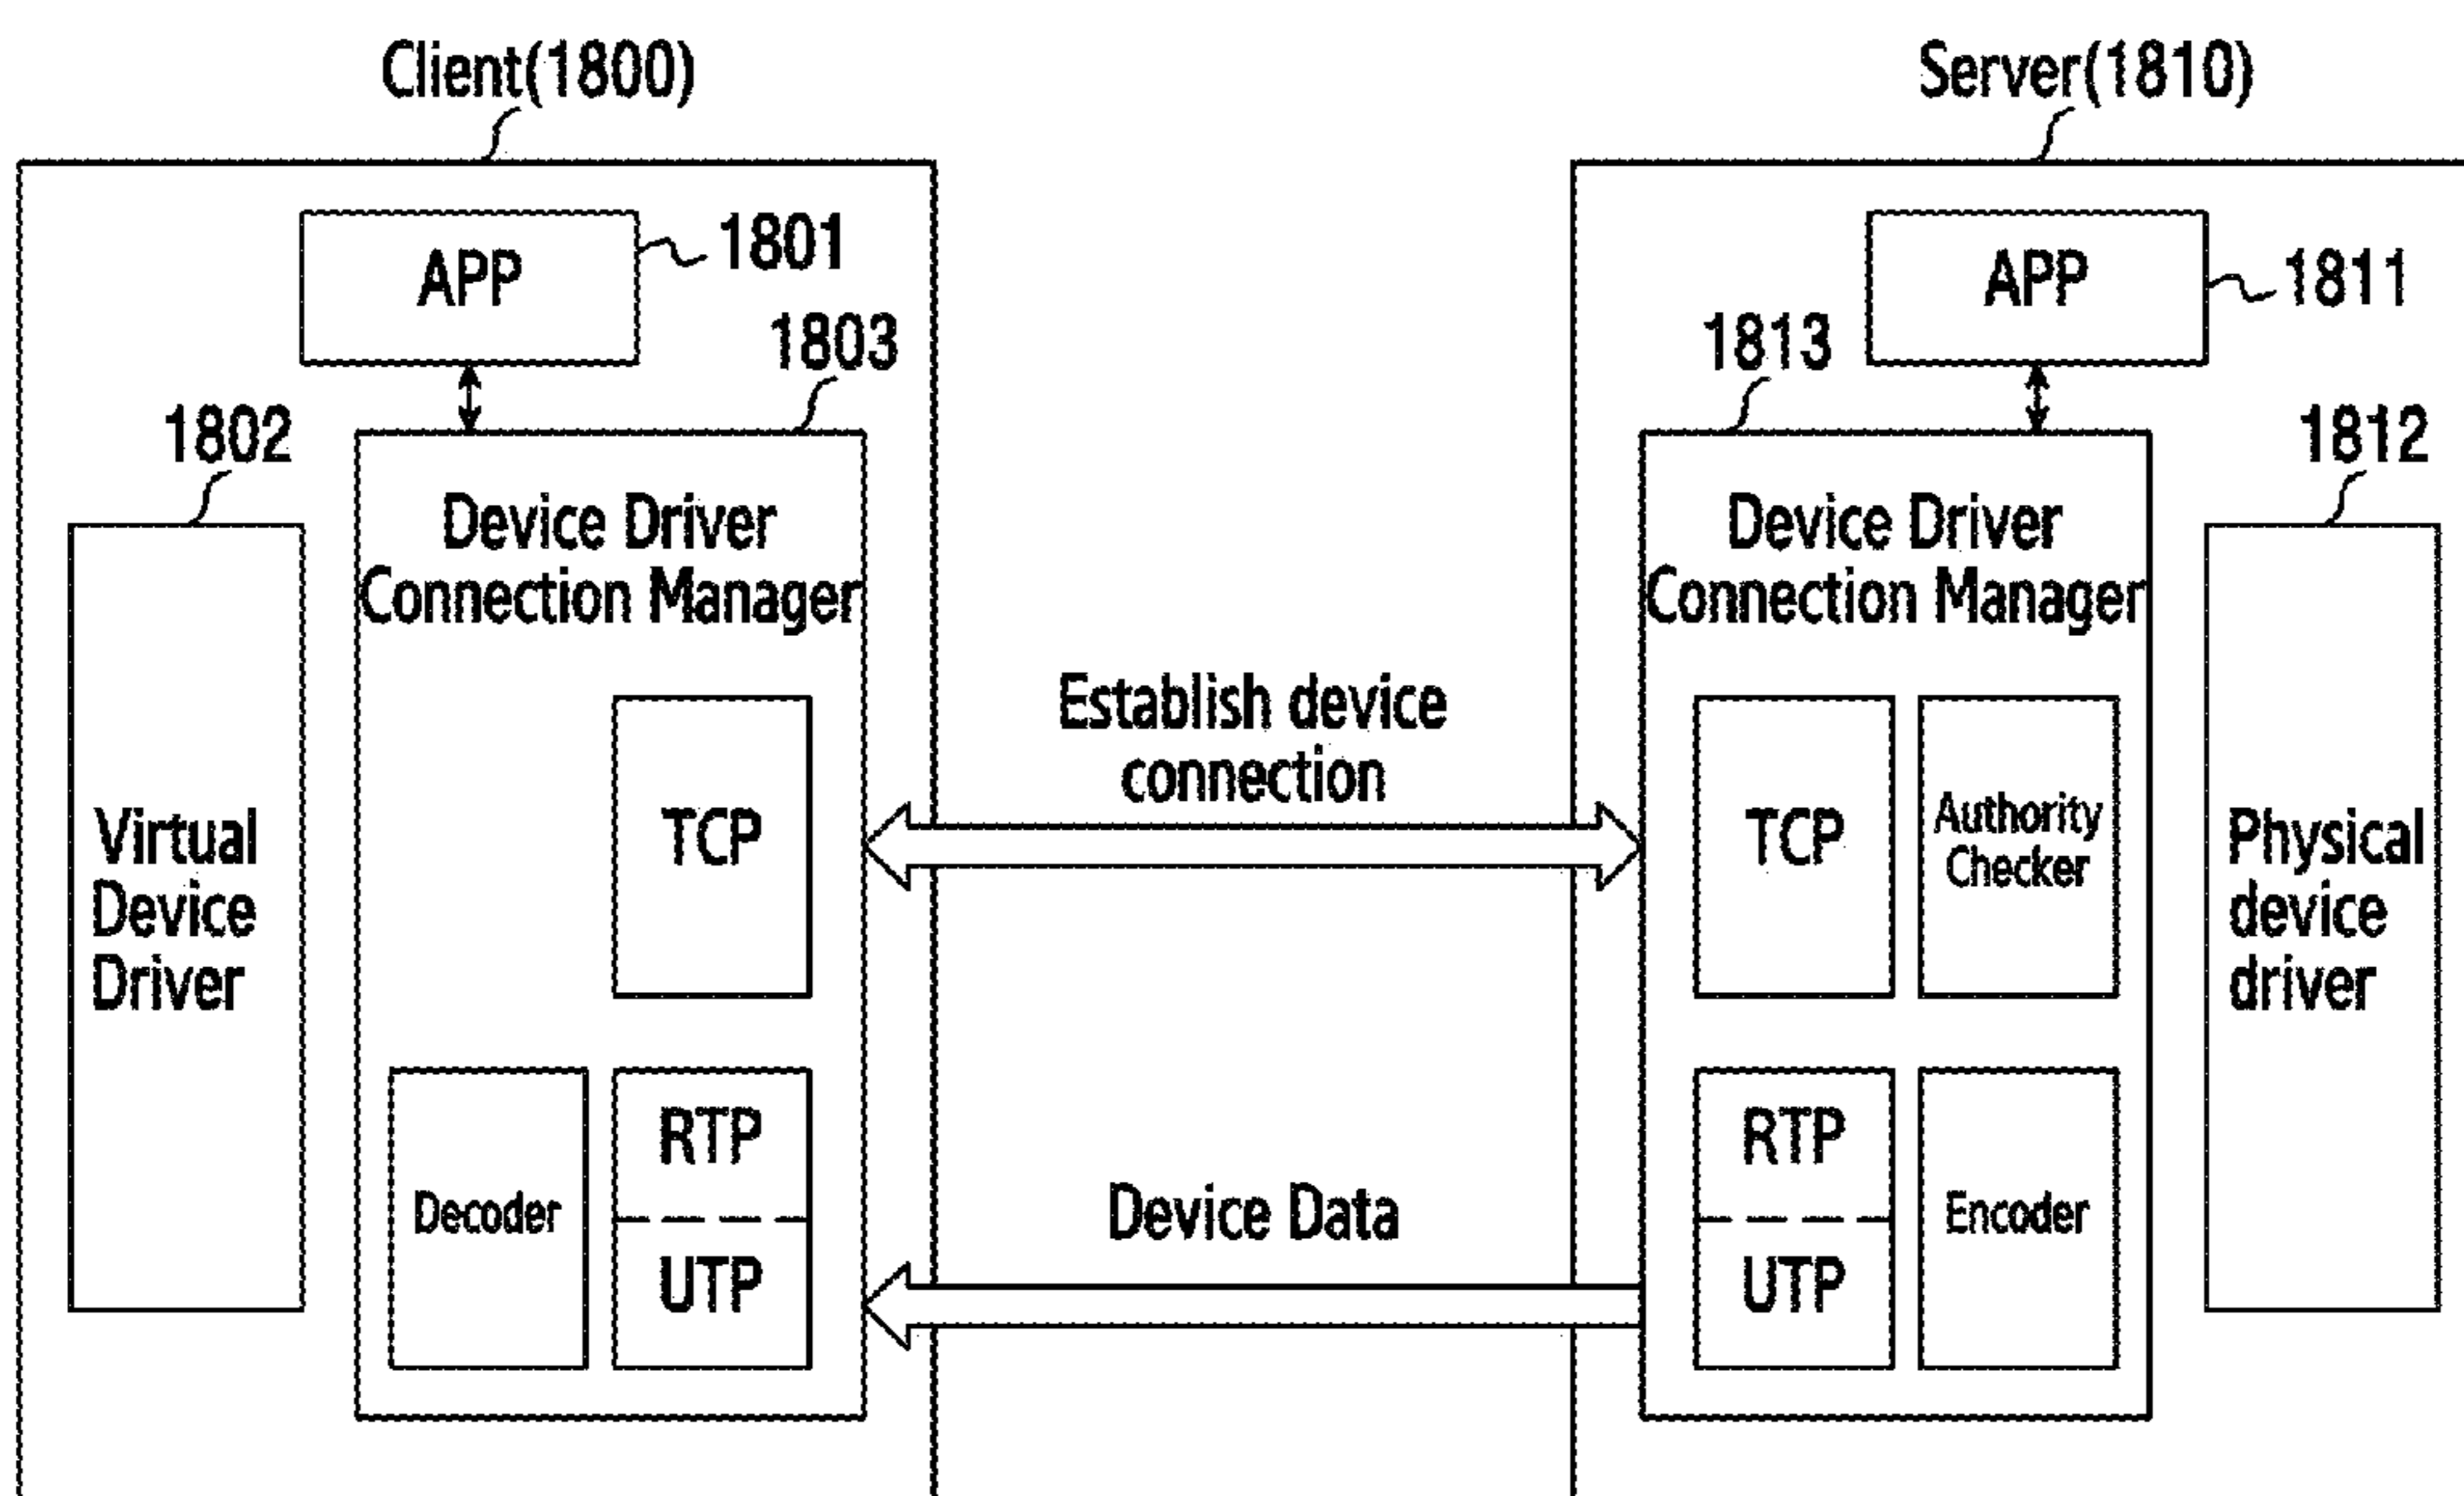 Client(1800)
APP
1801
1803
1802
Device Driver
Connection Manager
Virtual
Device
Driver
TCP
Decoder
RTP
UTP
Establish device
connection
Device Data
Server(1810)
APP
1811
1813
1812
Device Driver
Connection Manager
TCP
Authority
Checker
RTP
UTP
Encoder
Physical
device
driver